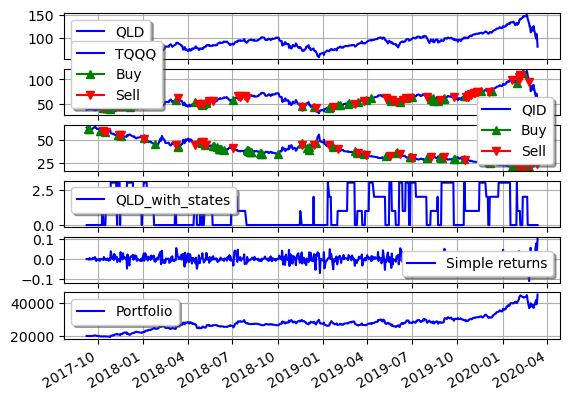 150
100
QLD
100
50
TQQQ
Buy
Sell
50
25
QID
Buy
Sell
2.5
0.0
QLD_with_states
0.1
0.0
−0.1
Simple returns
40000
20000
Portfolio
2017-10
2018-01
2018-04
2018-07
2018-10
2019-01
2019-04
2019-07
2019-10
2020-01
2020-04